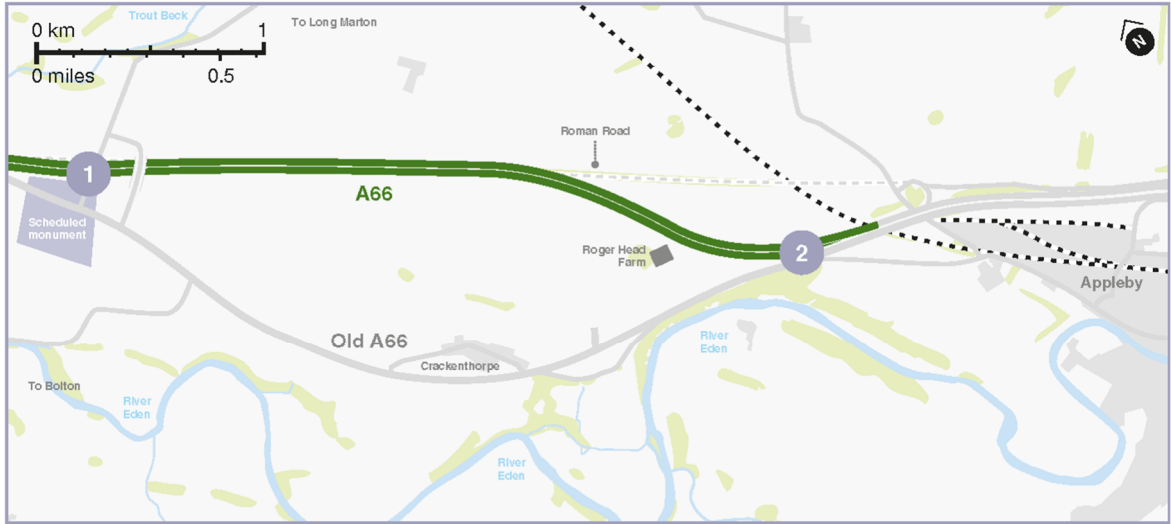 Trout Beck
To Long Marton
0 km 1
0 miles 0.5
N
Roman Road
1
A66
Scheduled
monument
Roger Head
Farm
2
Appleby
Old A66
River
Eden
Crackenthorpe
To Bolton
River
Eden
River
Eden